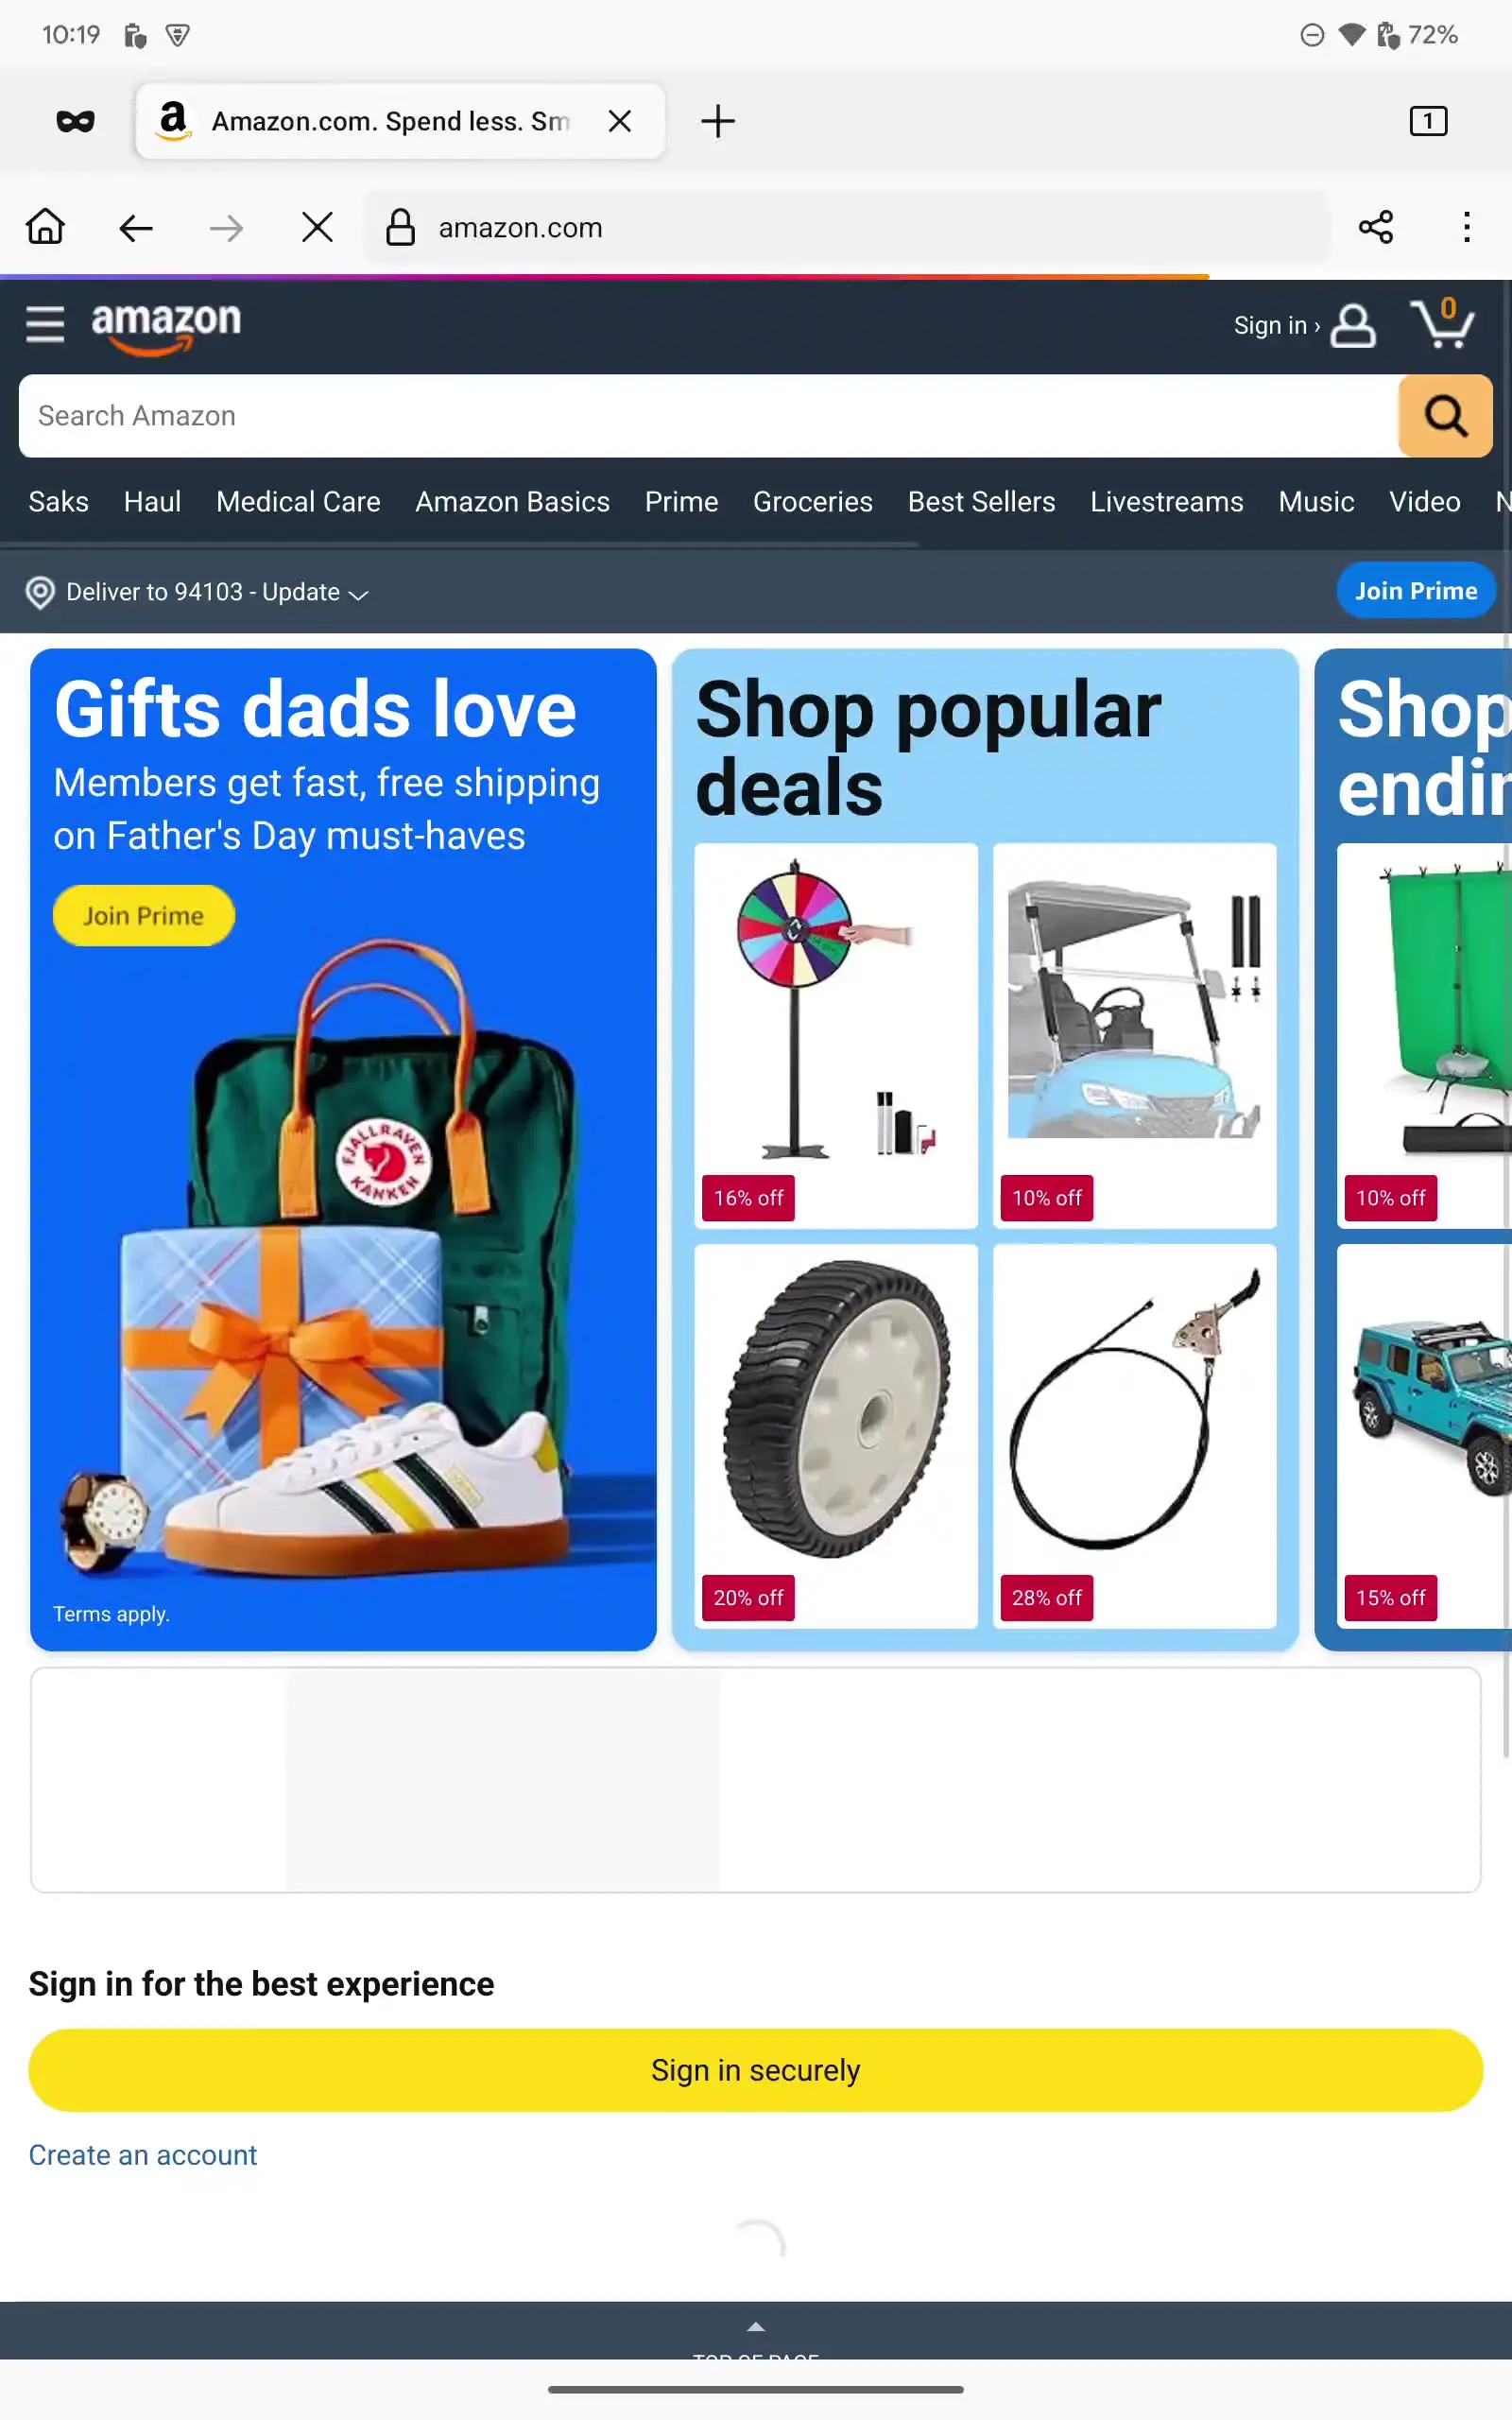 10:19
72%
Amazon.com. Spend less. Sm
1
amazon.com
amazon
Sign in ›
0
Search Amazon
Saks Haul Medical Care Amazon Basics Prime Groceries Best Sellers Livestreams Music Video N
Deliver to 94103 - Update
Join Prime
Gifts dads love
Members get fast, free shipping
on Father's Day must-haves
Join Prime
FJALLRAVEN
KANKEN
Terms apply.
Shop popular
deals
16% off
10% off
20% off
28% off
Shop
endin
10% off
15% off
Sign in for the best experience
Sign in securely
Create an account
TOP OF PAGE